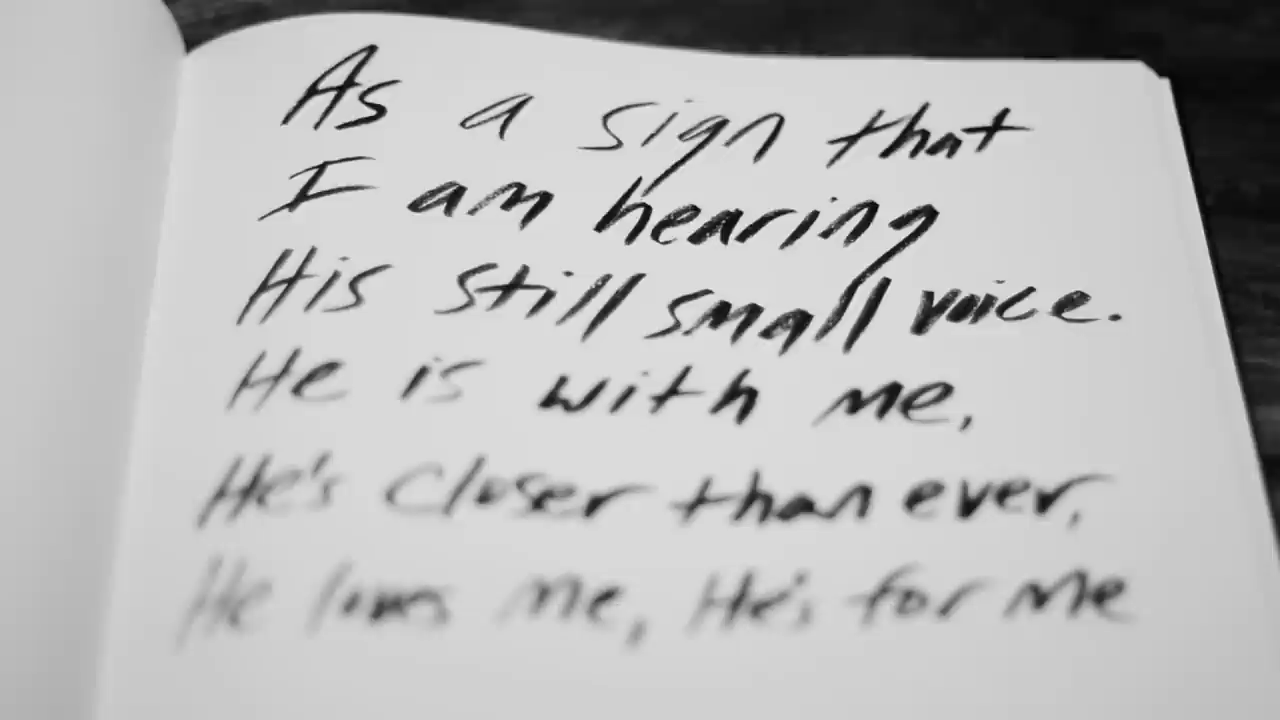 As a sign that
I am hearing
His still small voice.
He is with me,
He's closer than ever,
He loves me, He's for me